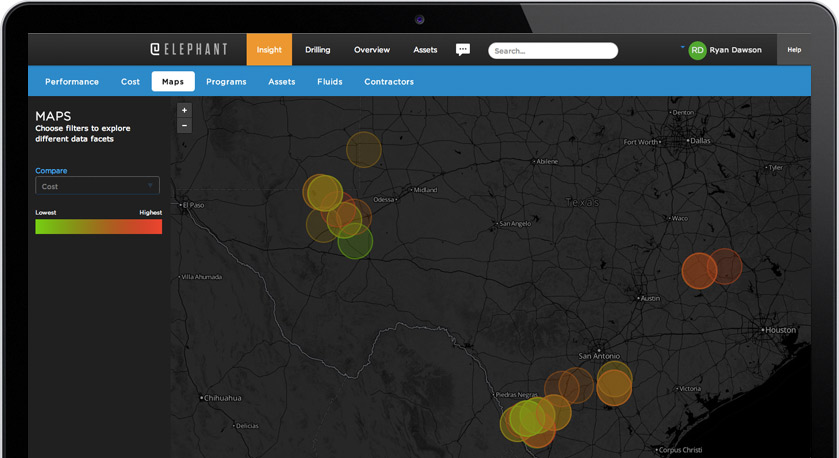 @ ELEPHANT
Insight
Drilling
Overview
Assets
Search...
RD
Ryan Dawson
Help
Performance
Cost
Maps
Programs
Assets
Fluids
Contractors
MAPS
Choose filters to explore
different data facets
Compare
Cost
Lowest
Highest
+
−
Denton
Fort Worth
Dallas
Abilene
Tyler
Midland
Odessa
El Paso
Texas
Waco
San Angelo
Villa Ahumada
Austin
Houston
San Antonio
Chihuahua
Piedras Negras
Victoria
Delicias
Corpus Christi